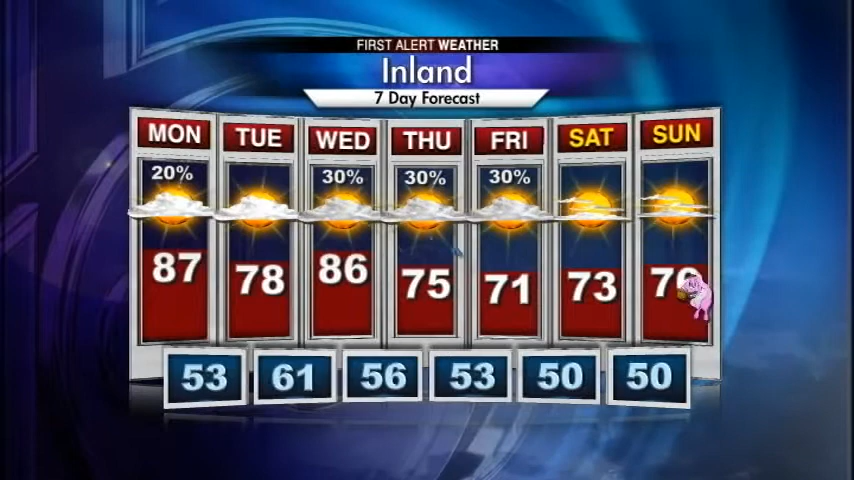 FIRST ALERT WEATHER
Inland
7 Day Forecast
MON TUE WED THU FRI SAT SUN
20% 30% 30% 30%
87 78 86 75 71 73
53 61 56 53 50 50